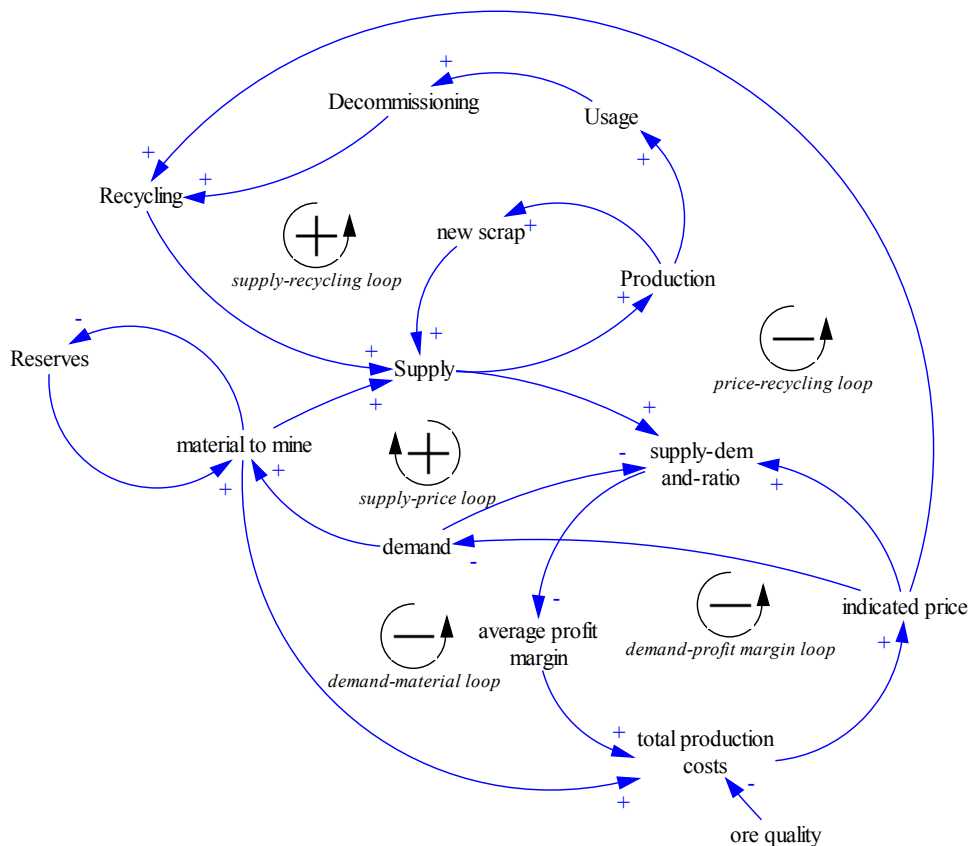 +
Decommissioning
Usage
+
+
+
Recycling
new scrap
+
supply-recycling loop
Production
+
-
+
+
Reserves
Supply
+
price-recycling loop
+
material to mine
+
+
-
supply-dem
and-ratio
+
supply-price loop
demand
-
-
indicated price
average profit
margin
demand-profit margin loop
+
demand-material loop
+
total production
costs
-
+
ore quality